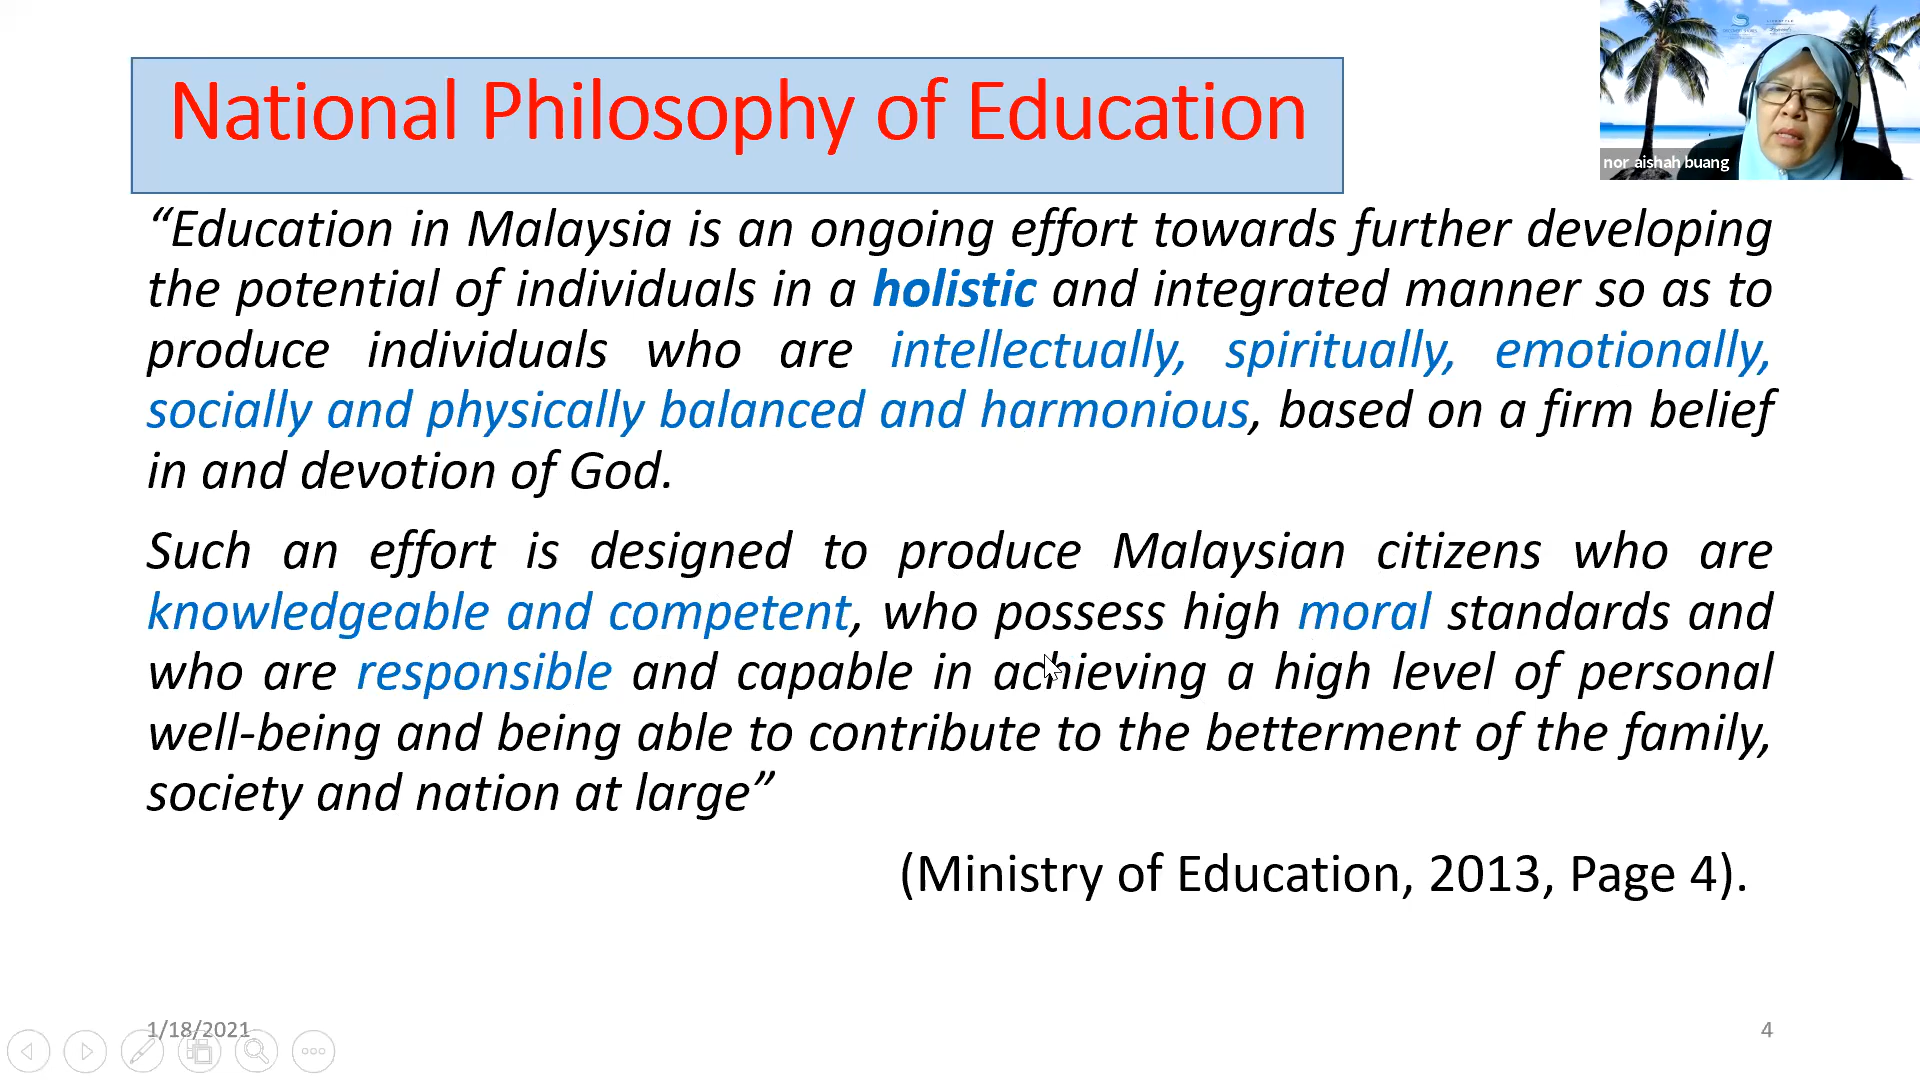 National Philosophy of Education
nor aishah buang
“Education in Malaysia is an ongoing effort towards further developing
the potential of individuals in a holistic and integrated manner so as to
produce individuals who are intellectually, spiritually, emotionally,
socially and physically balanced and harmonious, based on a firm belief
in and devotion of God.
Such an effort is designed to produce Malaysian citizens who are
knowledgeable and competent, who possess high moral standards and
who are responsible and capable in achieving a high level of personal
well-being and being able to contribute to the betterment of the family,
society and nation at large”
(Ministry of Education, 2013, Page 4).
1/18/2021
4